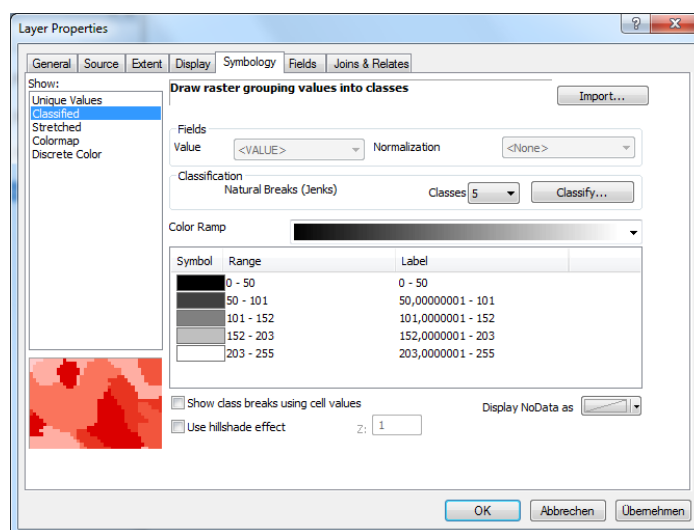 Layer Properties
General Source Extent Display Symbology Fields Joins & Relates
Show:
Unique Values
Classified
Stretched
Colormap
Discrete Color
Draw raster grouping values into classes
Import...
Fields
Value <VALUE> Normalization <None>
Classification
Natural Breaks (Jenks) Classes 5 Classify...
Color Ramp
Symbol Range Label
0 - 50 0 - 50
50 - 101 50,00000001 - 101
101 - 152 101,0000001 - 152
152 - 203 152,0000001 - 203
203 - 255 203,0000001 - 255
Show class breaks using cell values Display NoData as
Use hillshade effect Z: 1
OK Abbrechen Übernehmen